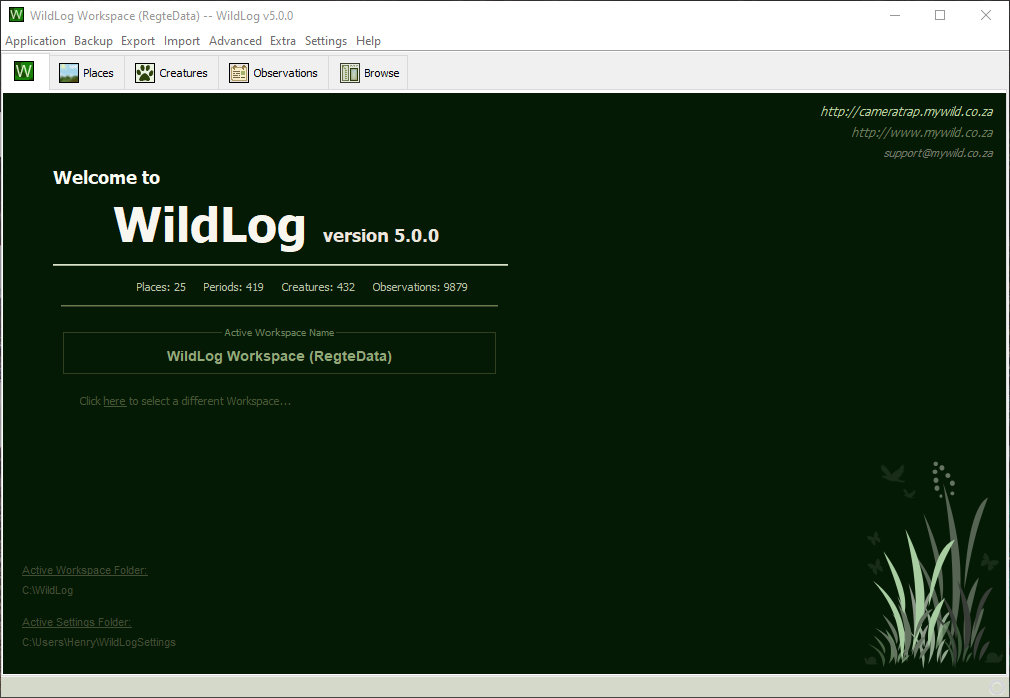 WildLog Workspace (RegteData) -- WildLog v5.0.0
Application Backup Export Import Advanced Extra Settings Help
W Places Creatures Observations Browse
http://cameratrap.mywild.co.za
http://www.mywild.co.za
support@mywild.co.za
Welcome to
WildLog version 5.0.0
Places: 25 Periods: 419 Creatures: 432 Observations: 9879
Active Workspace Name
WildLog Workspace (RegteData)
Click here to select a different Workspace...
Active Workspace Folder:
C:\WildLog
Active Settings Folder:
C:\Users\Henry\WildLogSettings